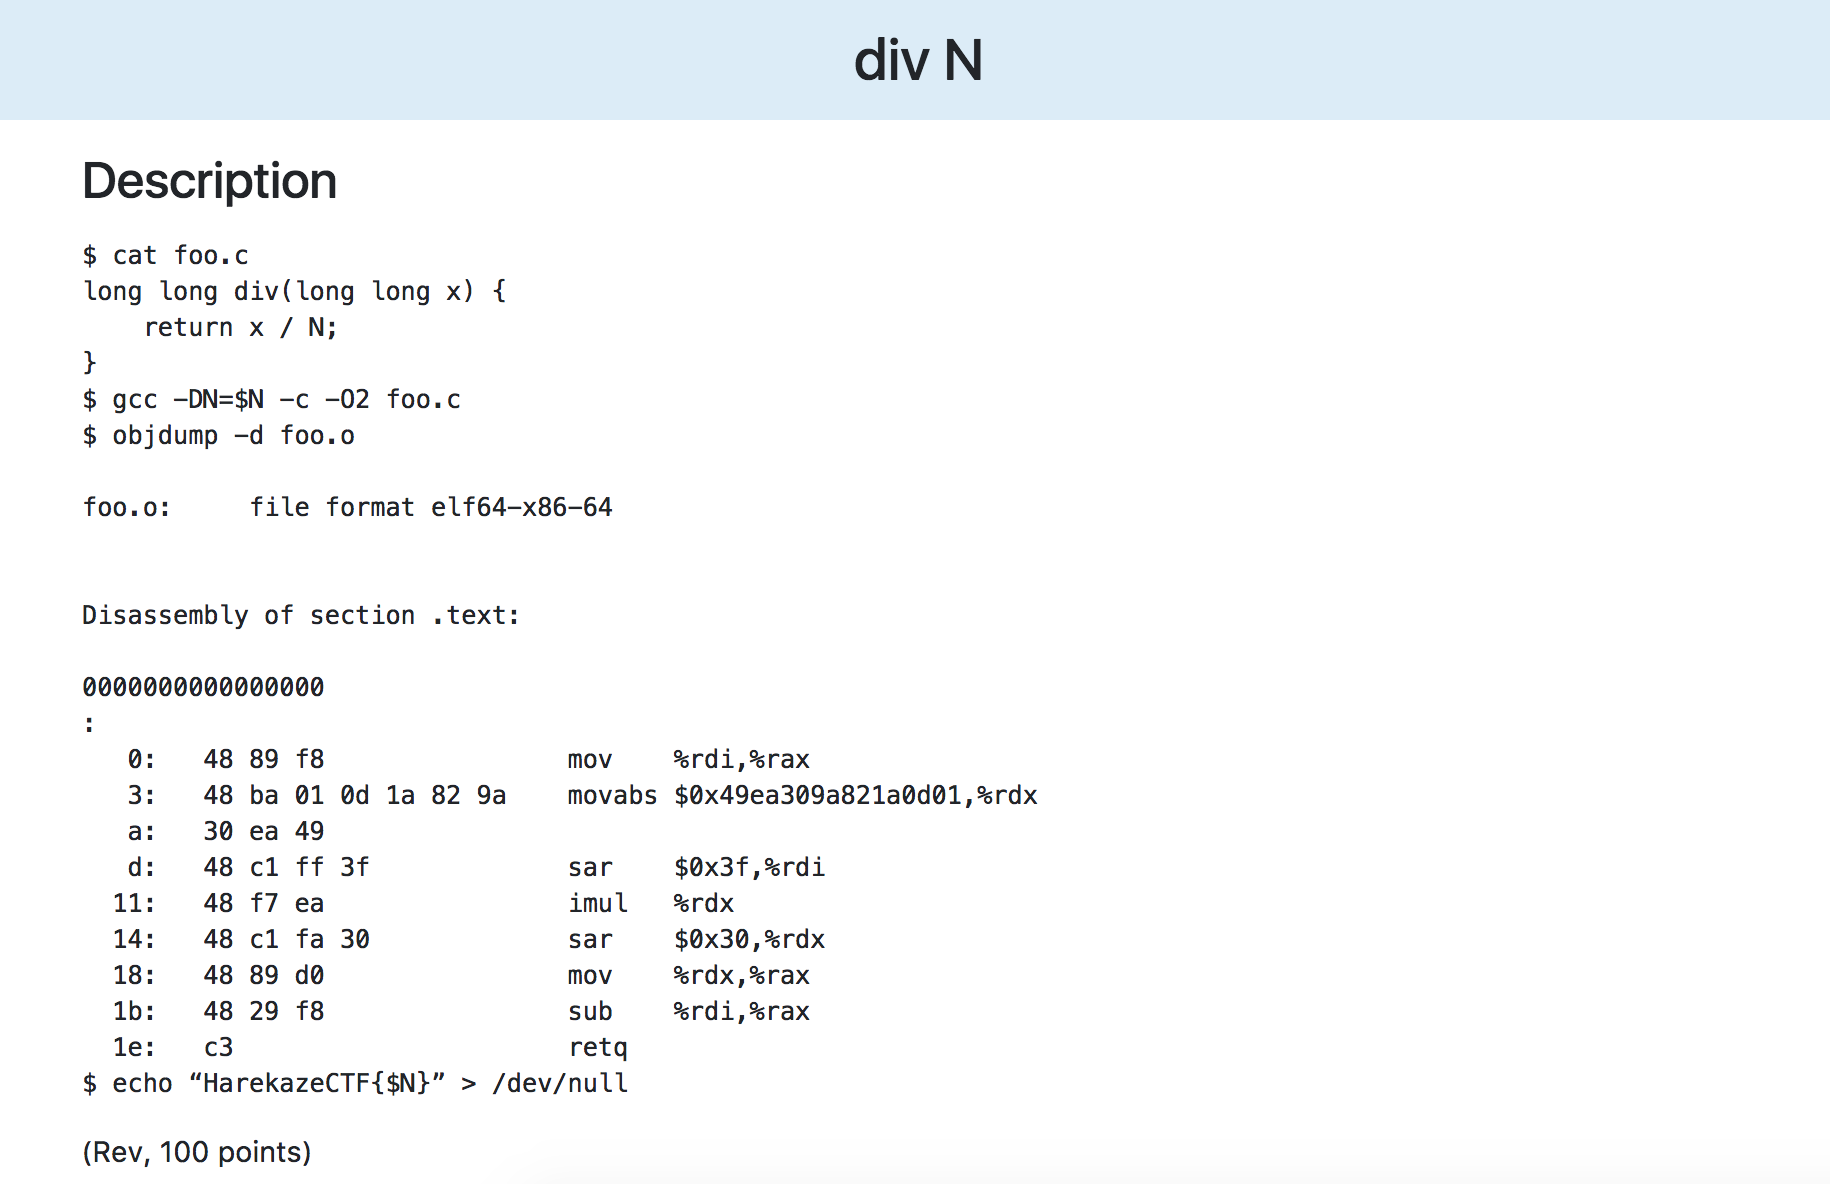 div N
Description
$ cat foo.c
long long div(long long x) {
    return x / N;
}
$ gcc -DN=$N -c -O2 foo.c
$ objdump -d foo.o

foo.o:     file format elf64-x86-64


Disassembly of section .text:

0000000000000000
:
   0:   48 89 f8                mov    %rdi,%rax
   3:   48 ba 01 0d 1a 82 9a    movabs $0x49ea309a821a0d01,%rdx
   a:   30 ea 49
   d:   48 c1 ff 3f             sar    $0x3f,%rdi
  11:   48 f7 ea                imul   %rdx
  14:   48 c1 fa 30             sar    $0x30,%rdx
  18:   48 89 d0                mov    %rdx,%rax
  1b:   48 29 f8                sub    %rdi,%rax
  1e:   c3                      retq
$ echo “HarekazeCTF{$N}” > /dev/null
(Rev, 100 points)